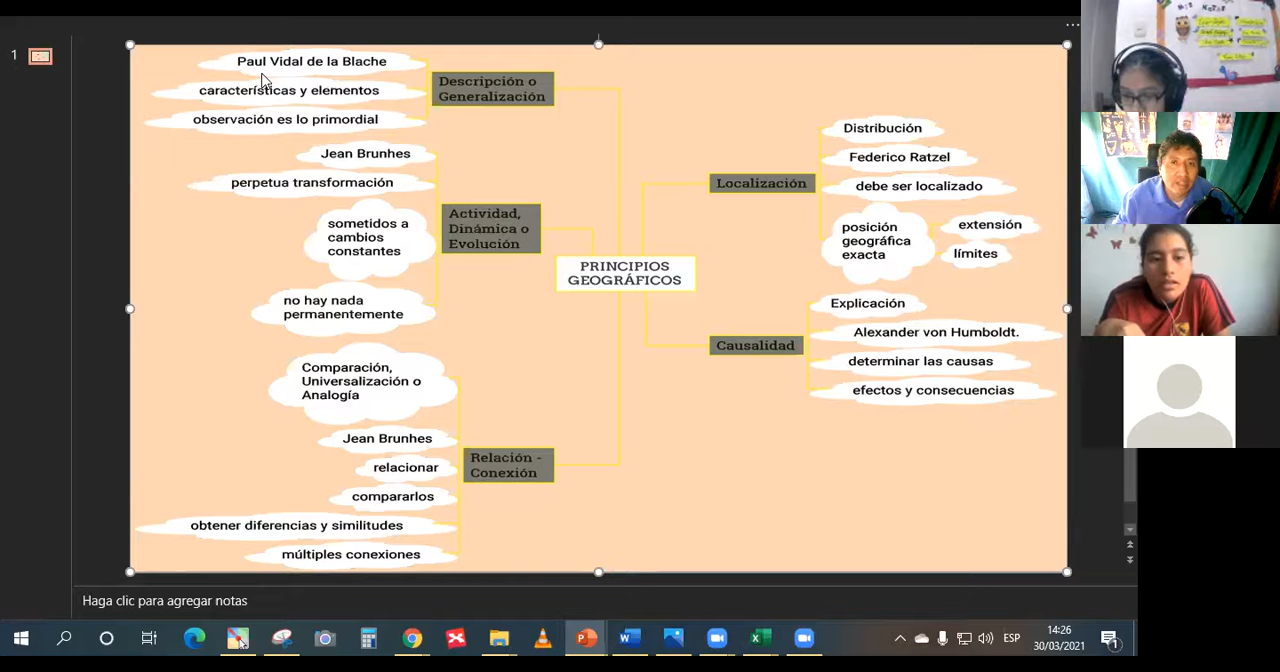 1
Paul Vidal de la Blache
características y elementos
observación es lo primordial
Descripción o
Generalización
Jean Brunhes
perpetua transformación
sometidos a
cambios
constantes
no hay nada
permanentemente
Actividad,
Dinámica o
Evolución
Comparación,
Universalización o
Analogía
Jean Brunhes
relacionar
compararlos
obtener diferencias y similitudes
múltiples conexiones
Relación -
Conexión
PRINCIPIOS
GEOGRÁFICOS
Localización
Distribución
Federico Ratzel
debe ser localizado
posición
geográfica
exacta
extensión
límites
Causalidad
Explicación
Alexander von Humboldt.
determinar las causas
efectos y consecuencias
Haga clic para agregar notas
ESP
14:26
30/03/2021
1